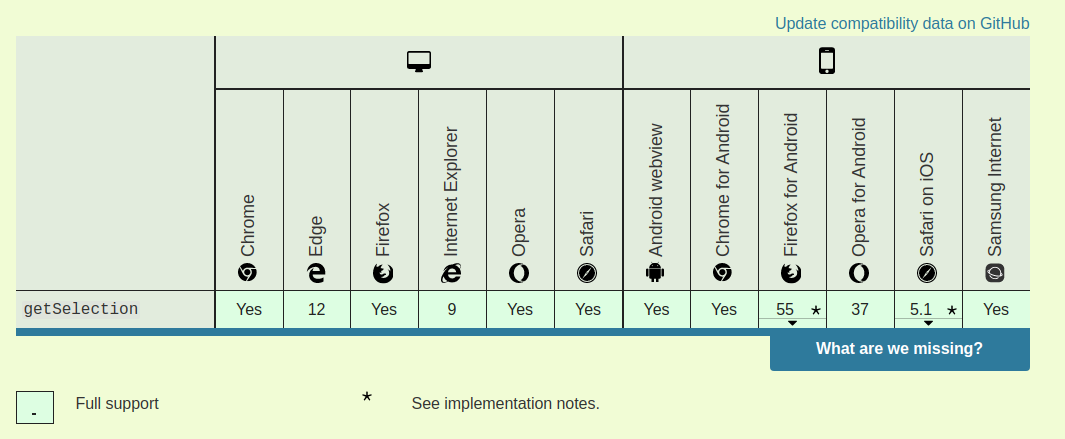 Update compatibility data on GitHub
Chrome
Edge
Firefox
Internet Explorer
Opera
Safari
Android webview
Chrome for Android
Firefox for Android
Opera for Android
Safari on iOS
Samsung Internet
getSelection Yes 12 Yes 9 Yes Yes Yes Yes 55 * 37 5.1 * Yes
What are we missing?
- Full support * See implementation notes.